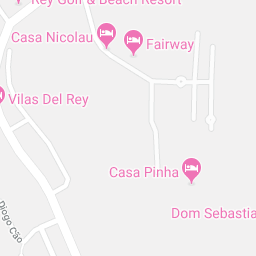 Rey Golf & Beach Resort
Casa Nicolau
Fairway
Vilas Del Rey
Casa Pinha
Diogo Cão
Dom Sebastia